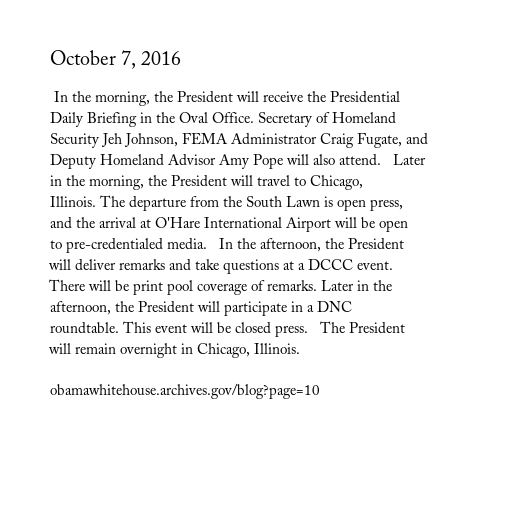 October 7, 2016
In the morning, the President will receive the Presidential
Daily Briefing in the Oval Office. Secretary of Homeland
Security Jeh Johnson, FEMA Administrator Craig Fugate, and
Deputy Homeland Advisor Amy Pope will also attend.   Later
in the morning, the President will travel to Chicago,
Illinois. The departure from the South Lawn is open press,
and the arrival at O'Hare International Airport will be open
to pre-credentialed media.   In the afternoon, the President
will deliver remarks and take questions at a DCCC event.
There will be print pool coverage of remarks. Later in the
afternoon, the President will participate in a DNC
roundtable. This event will be closed press.   The President
will remain overnight in Chicago, Illinois.
obamawhitehouse.archives.gov/blog?page=10